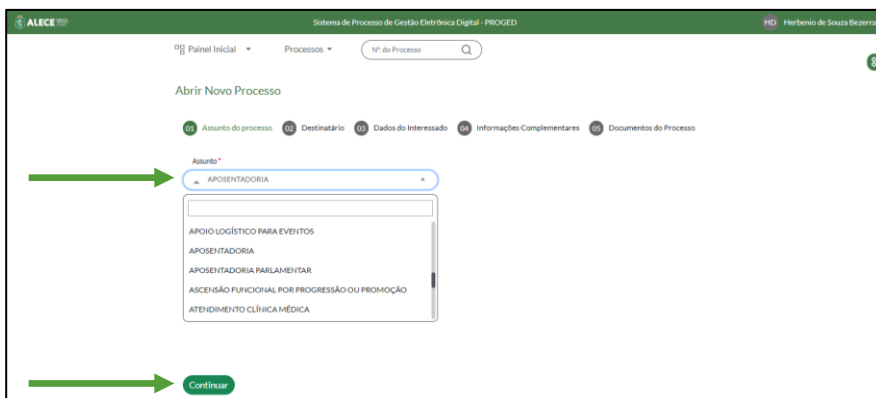 ALECE
Sistema de Processo de Gestão Eletrônica Digital - PROGED
HD Herbenio de Souza Bezerra
Painel Inicial
Processos
Nº do Processo
Abrir Novo Processo
01 Assunto do processo 02 Destinatário 03 Dados do Interessado 04 Informações Complementares 05 Documentos do Processo
Assunto *
APOSENTADORIA ×
APOIO LOGÍSTICO PARA EVENTOS
APOSENTADORIA
APOSENTADORIA PARLAMENTAR
ASCENSÃO FUNCIONAL POR PROGRESSÃO OU PROMOÇÃO
ATENDIMENTO CLÍNICA MÉDICA
Continuar